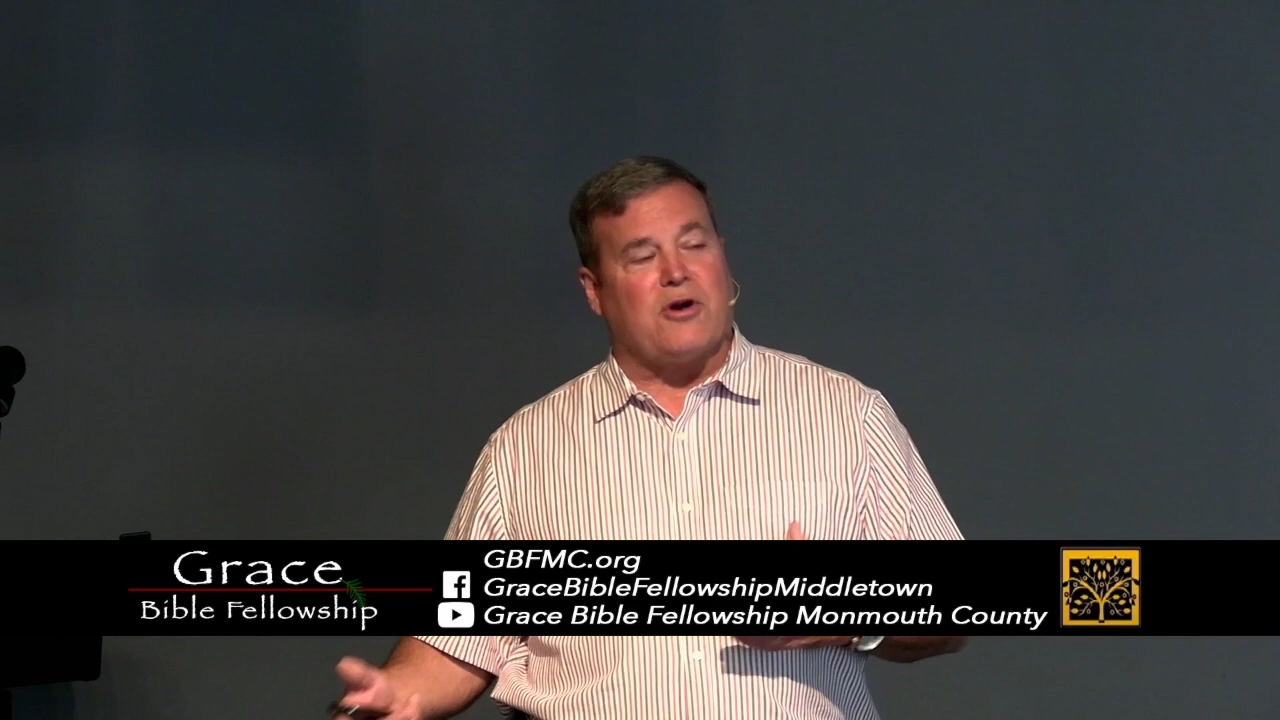 Grace
Bible Fellowship
GBFMC.org
GraceBibleFellowshipMiddletown
Grace Bible Fellowship Monmouth County